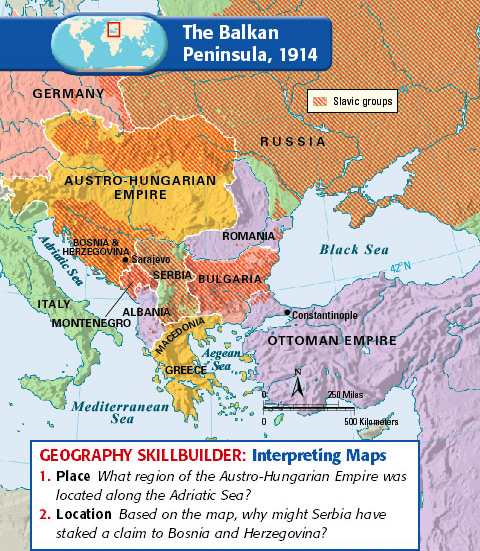 The Balkan
Peninsula, 1914
GERMANY
Slavic groups
RUSSIA
AUSTRO-HUNGARIAN
EMPIRE
ROMANIA
Black Sea
BOSNIA &
HERZEGOVINA
Sarajevo
Adriatic Sea
SERBIA
BULGARIA
42°N
ITALY
MONTENEGRO
ALBANIA
MACEDONIA
Constantinople
OTTOMAN EMPIRE
Aegean
Sea
GREECE
Mediterranean
Sea
N
0 250 Miles
0 500 Kilometers
GEOGRAPHY SKILLBUILDER: Interpreting Maps
1. Place What region of the Austro-Hungarian Empire was
located along the Adriatic Sea?
2. Location Based on the map, why might Serbia have
staked a claim to Bosnia and Herzegovina?